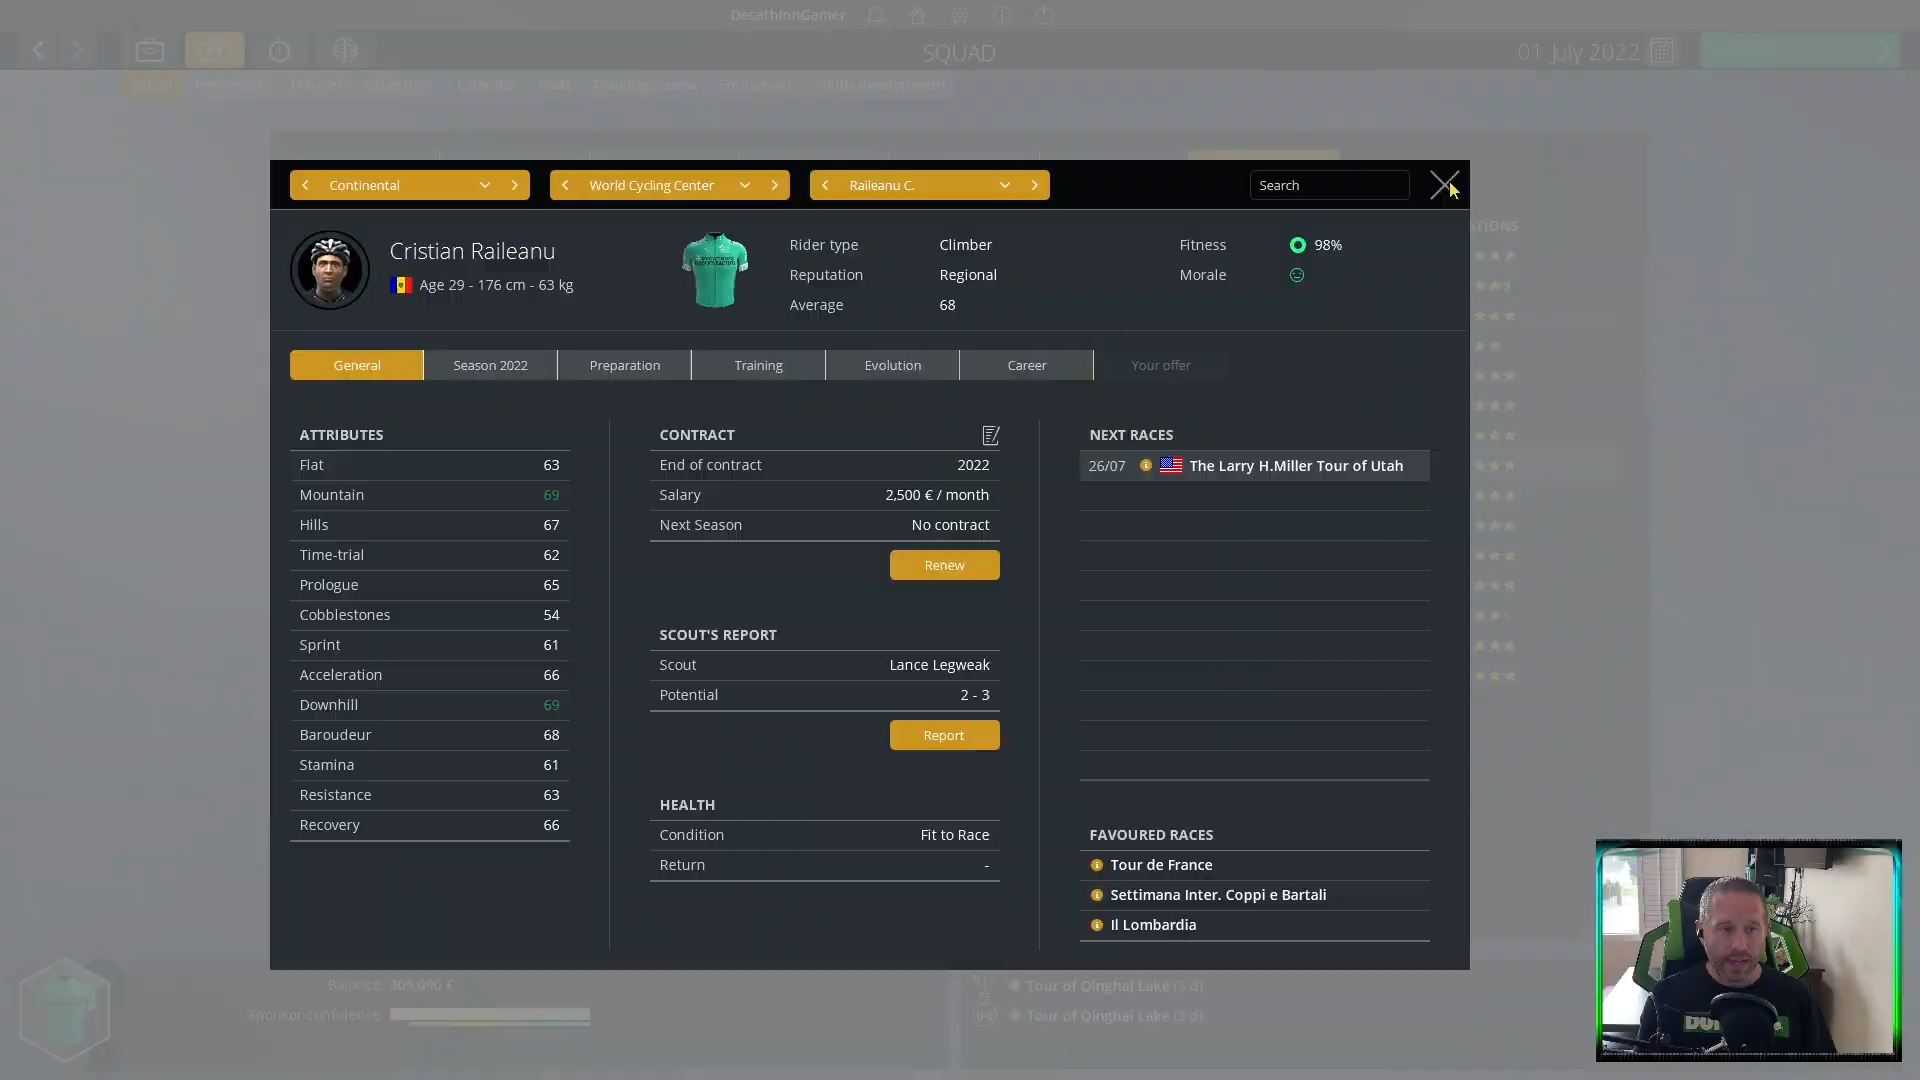 DecathlonGamer
SQUAD
01 July 2022
Continental
World Cycling Center
Raileanu C.
Search
Cristian Raileanu
Age 29 - 176 cm - 63 kg
Rider type Climber
Reputation Regional
Average 68
Fitness 98%
Morale
General
Season 2022
Preparation
Training
Evolution
Career
Your offer
ATTRIBUTES
Flat 63
Mountain 69
Hills 67
Time-trial 62
Prologue 65
Cobblestones 54
Sprint 61
Acceleration 66
Downhill 69
Baroudeur 68
Stamina 61
Resistance 63
Recovery 66
CONTRACT
End of contract 2022
Salary 2,500 € / month
Next Season No contract
Renew
SCOUT'S REPORT
Scout Lance Legweak
Potential 2 - 3
Report
HEALTH
Condition Fit to Race
Return -
NEXT RACES
26/07 The Larry H.Miller Tour of Utah
FAVOURED RACES
Tour de France
Settimana Inter. Coppi e Bartali
Il Lombardia
Balance 309,090 €
Sponsor confidence
Tour of Qinghai Lake (5 d)
Tour of Qinghai Lake